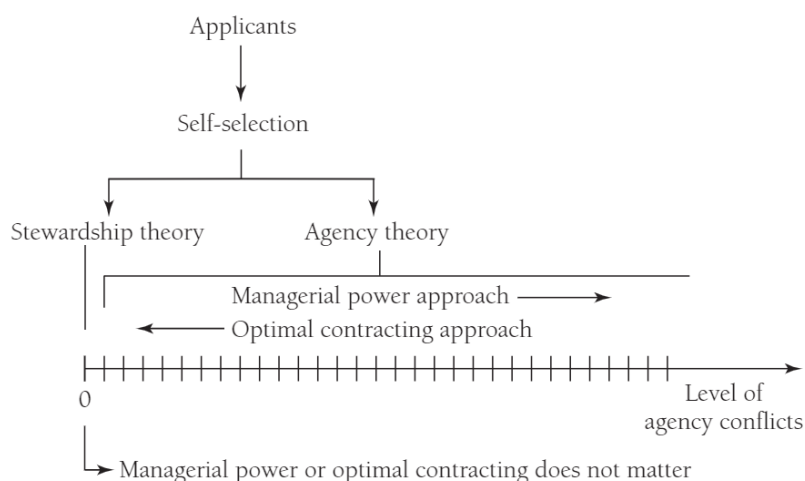 Applicants
Self-selection
Stewardship theory
Agency theory
Managerial power approach
Optimal contracting approach
0
Level of
agency conflicts
Managerial power or optimal contracting does not matter